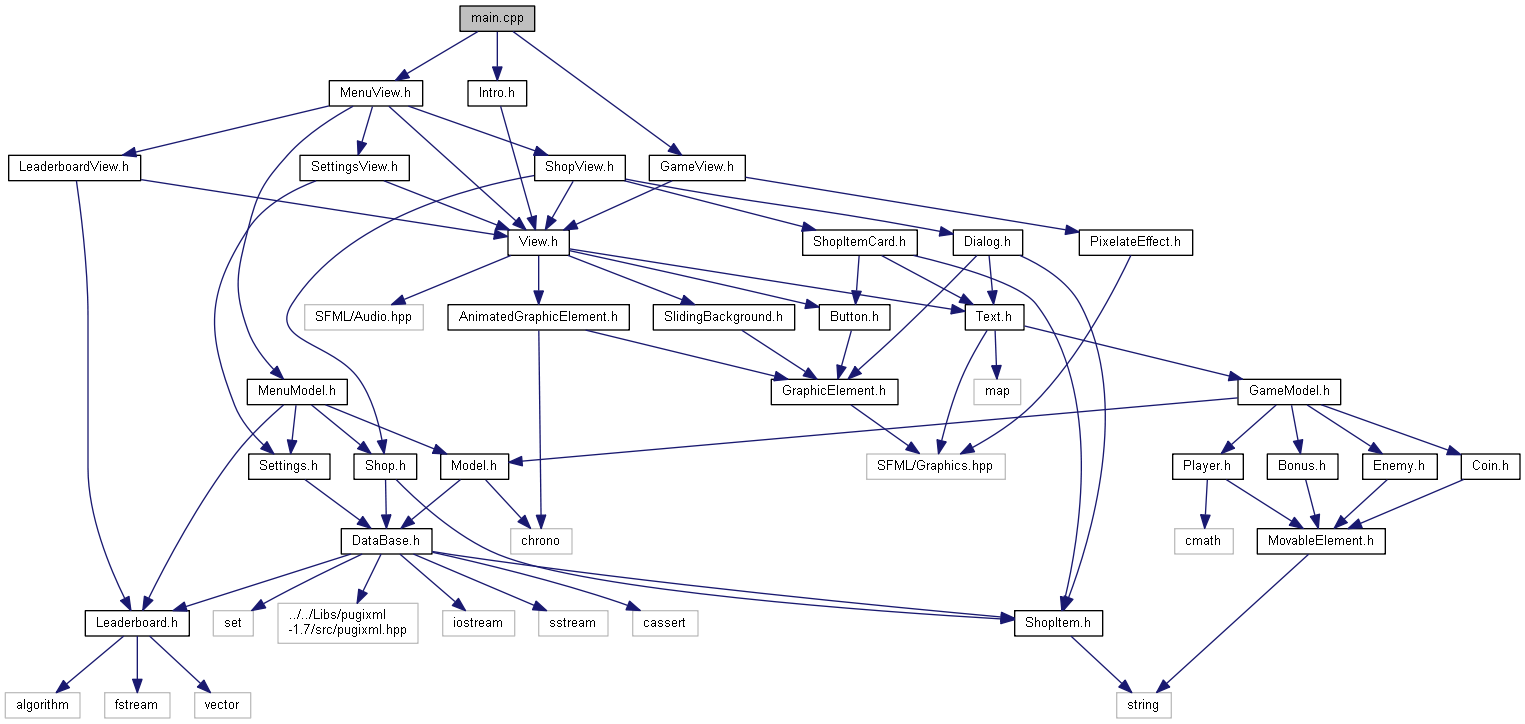 main.cpp
MenuView.h
Intro.h
LeaderboardView.h
SettingsView.h
ShopView.h
GameView.h
View.h
ShopItemCard.h
Dialog.h
PixelateEffect.h
SFML/Audio.hpp
AnimatedGraphicElement.h
SlidingBackground.h
Button.h
Text.h
MenuModel.h
GraphicElement.h
map
GameModel.h
Settings.h
Shop.h
Model.h
SFML/Graphics.hpp
Player.h
Bonus.h
Enemy.h
Coin.h
DataBase.h
chrono
cmath
MovableElement.h
Leaderboard.h
set
../../Libs/pugixml
-1.7/src/pugixml.hpp
iostream
sstream
cassert
ShopItem.h
algorithm
fstream
vector
string